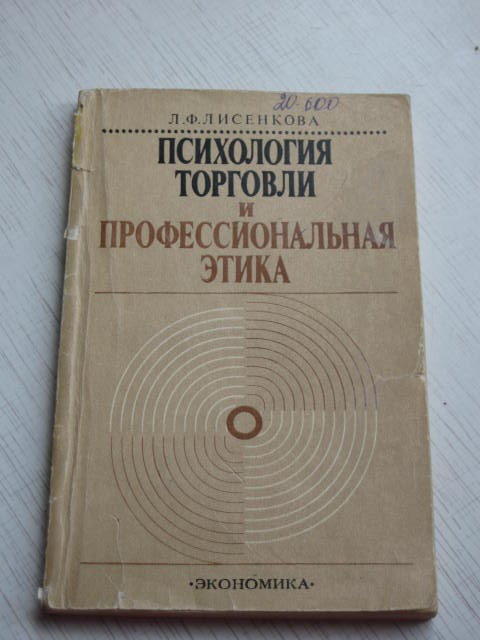 20-600
Л.Ф.ЛИСЕНКОВА
ПСИХОЛОГИЯ
ТОРГОВЛИ
и
ПРОФЕССИОНАЛЬНАЯ
ЭТИКА
·ЭКОНОМИКА·